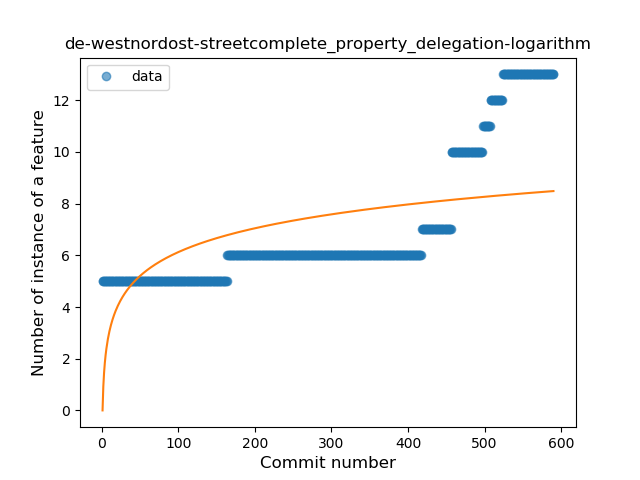 de-westnordost-streetcomplete_property_delegation-logarithm
data
Number of instance of a feature
12
10
8
6
4
2
0
0 100 200 300 400 500 600
Commit number